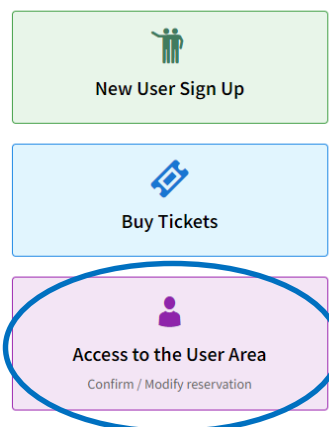 New User Sign Up
Buy Tickets
Access to the User Area
Confirm / Modify reservation